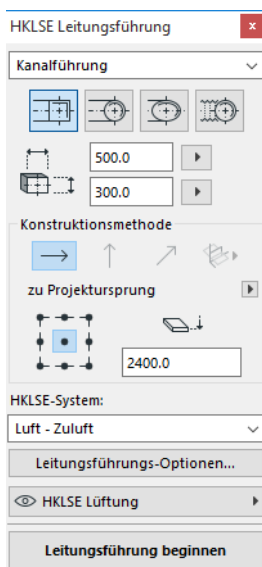 HKLSE Leitungsführung
Kanalführung
500.0
300.0
Konstruktionsmethode
zu Projektursprung
2400.0
HKLSE-System:
Luft - Zuluft
Leitungsführungs-Optionen...
HKLSE Lüftung
Leitungsführung beginnen